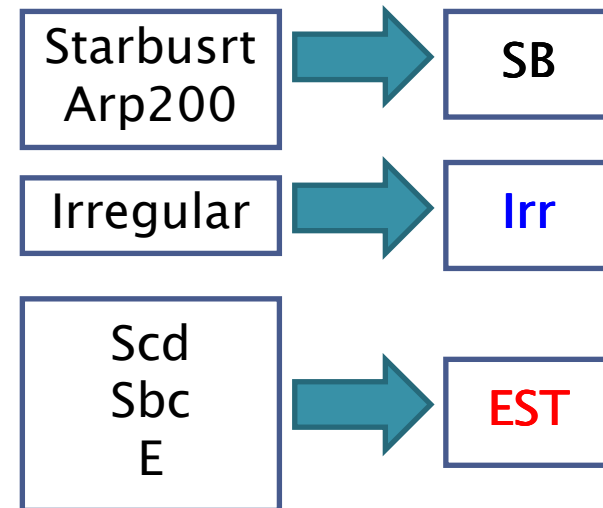 Starbusrt
Arp200
SB
Irregular
Irr
Scd
Sbc
E
EST